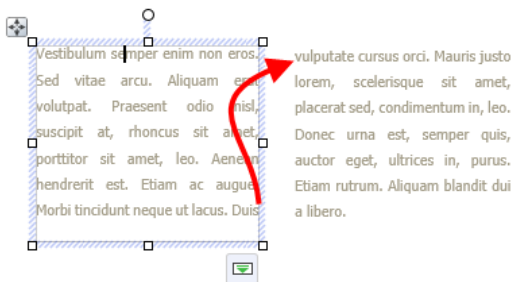 Vestibulum semper enim non eros.
Sed vitae arcu. Aliquam erat
volutpat. Praesent odio nisl,
suscipit at, rhoncus sit amet,
porttitor sit amet, leo. Aenean
hendrerit est. Etiam ac augue.
Morbi tincidunt neque ut lacus. Duis
vulputate cursus orci. Mauris justo
lorem, scelerisque sit amet,
placerat sed, condimentum in, leo.
Donec urna est, semper quis,
auctor eget, ultrices in, purus.
Etiam rutrum. Aliquam blandit dui
a libero.